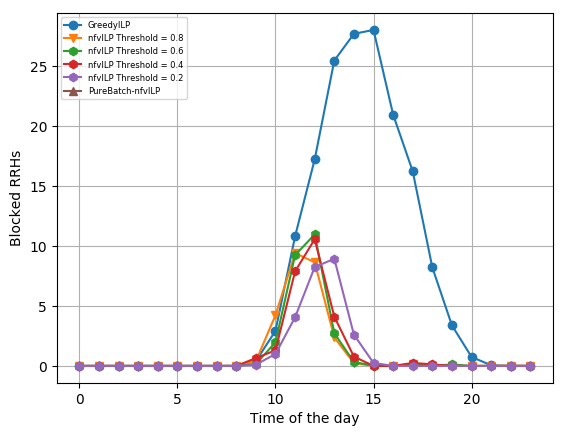 GreedyILP
nfvILP Threshold = 0.8
nfvILP Threshold = 0.6
nfvILP Threshold = 0.4
nfvILP Threshold = 0.2
PureBatch-nfvILP
Blocked RRHs
25
20
15
10
5
0
0 5 10 15 20
Time of the day